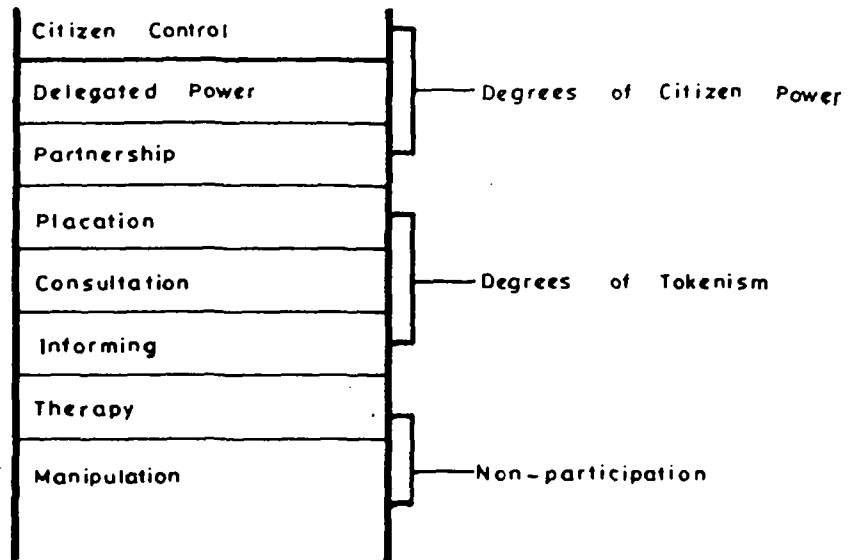 Citizen Control
Delegated Power
Partnership
Degrees of Citizen Power
Placation
Consultation
Informing
Degrees of Tokenism
Therapy
Manipulation
Non-participation